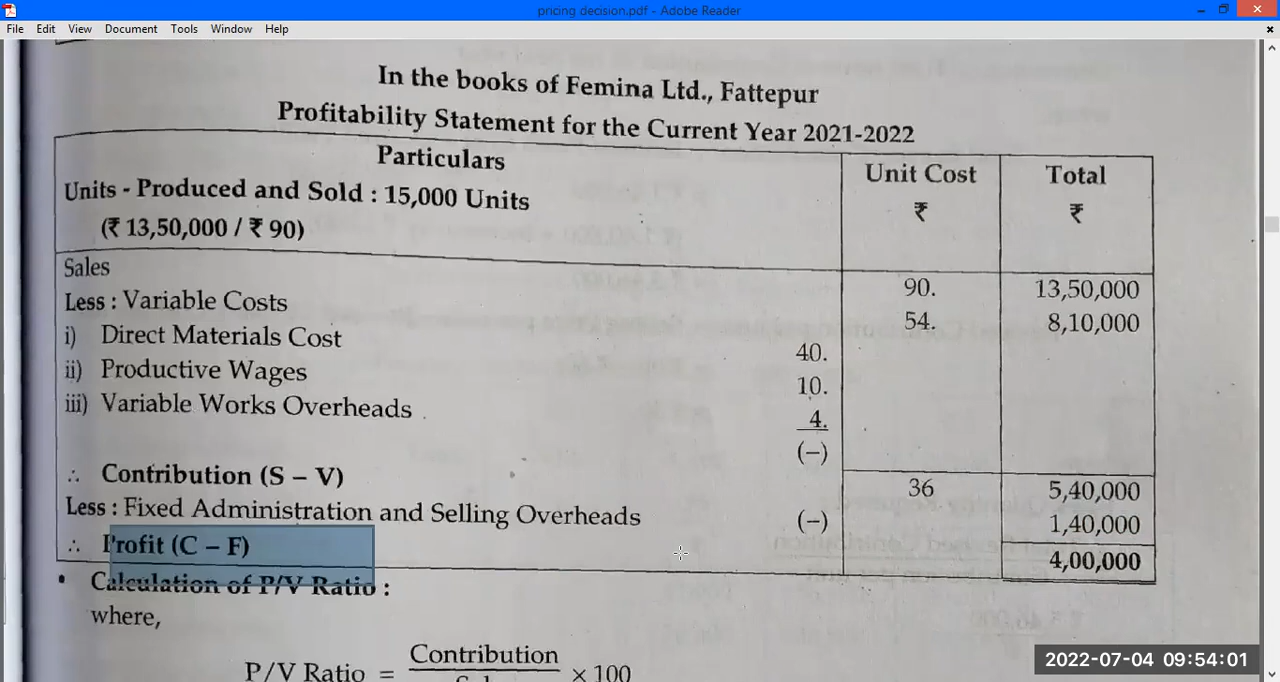 pricing decision.pdf - Adobe Reader
File Edit View Document Tools Window Help
In the books of Femina Ltd., Fattepur
Profitability Statement for the Current Year 2021-2022
Particulars Unit Cost Total
Units - Produced and Sold : 15,000 Units ₹ ₹
(₹ 13,50,000 / ₹ 90)
Sales 90. 13,50,000
Less : Variable Costs 54. 8,10,000
i) Direct Materials Cost 40.
ii) Productive Wages 10.
iii) Variable Works Overheads 4.
(–)
∴ Contribution (S – V) 36 5,40,000
Less : Fixed Administration and Selling Overheads (–) 1,40,000
∴ Profit (C – F) 4,00,000
• Calculation of P/V Ratio :
where,
P/V Ratio = Contribution × 100
2022-07-04 09:54:01